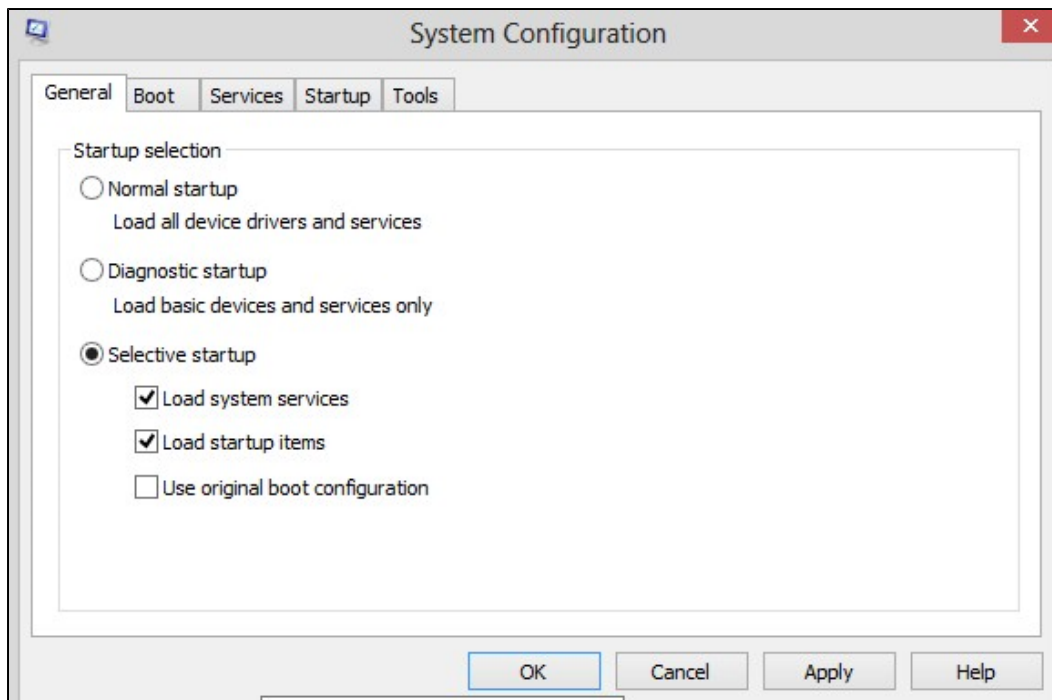 System Configuration
General Boot Services Startup Tools
Startup selection
Normal startup
Load all device drivers and services
Diagnostic startup
Load basic devices and services only
Selective startup
Load system services
Load startup items
Use original boot configuration
OK Cancel Apply Help